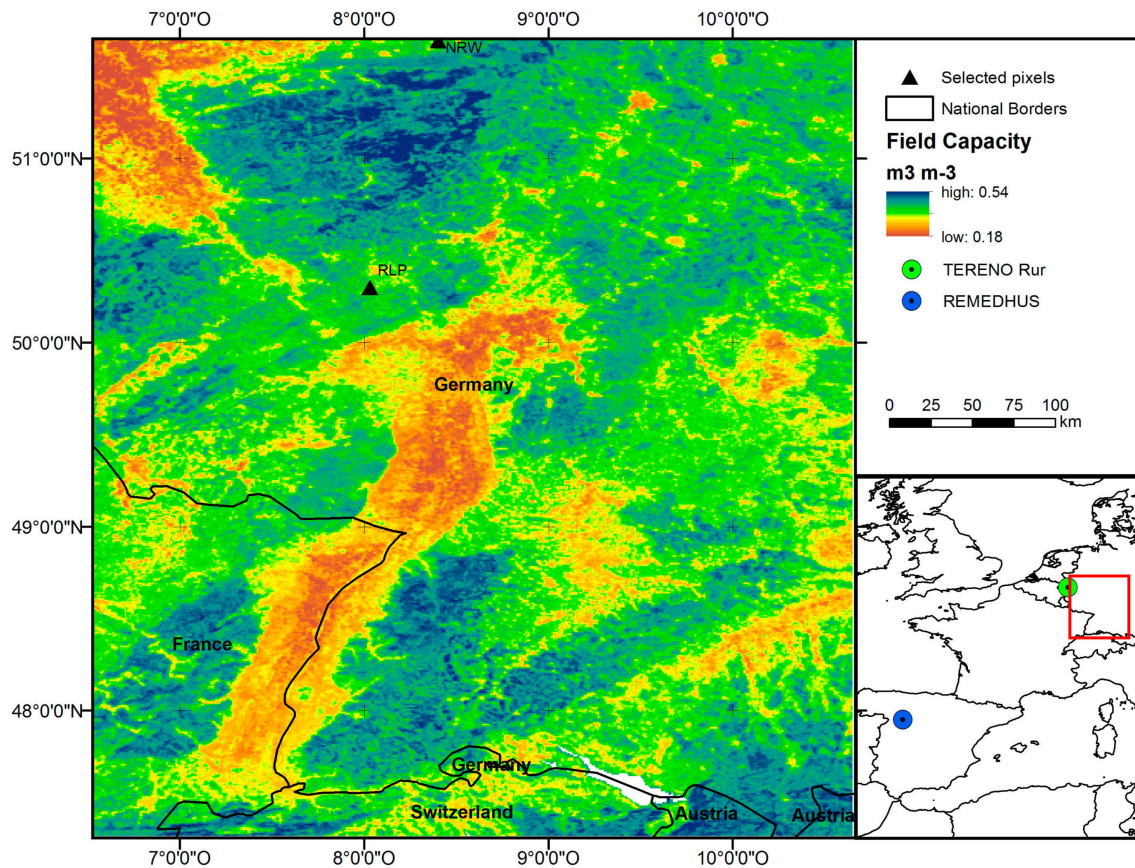 7°0'0"O 8°0'0"O 9°0'0"O 10°0'0"O
NRW
51°0'0"N
RLP
50°0'0"N
Germany
49°0'0"N
France
48°0'0"N
Germany
Switzerland
Austria
Austria
7°0'0"O 8°0'0"O 9°0'0"O 10°0'0"O
Selected pixels
National Borders
Field Capacity
m3 m-3
high: 0.54
low: 0.18
TERENO Rur
REMEDHUS
0 25 50 75 100
km